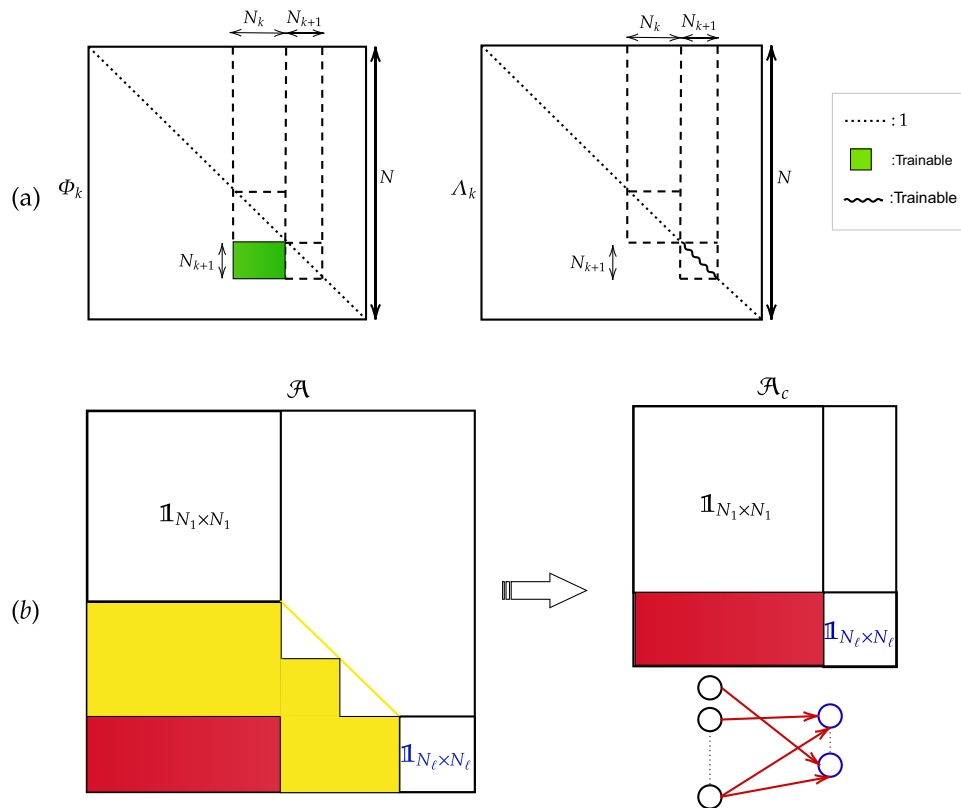 N_k N_{k+1}
N_k N_{k+1}
(a)
Φ_k
N
N_{k+1}
Λ_k
N
N_{k+1}
: 1
:Trainable
:Trainable
(b)
𝒜
𝟙_{N_1×N_1}
𝟙_{N_ℓ×N_ℓ}
𝒜_c
𝟙_{N_1×N_1}
𝟙_{N_ℓ×N_ℓ}